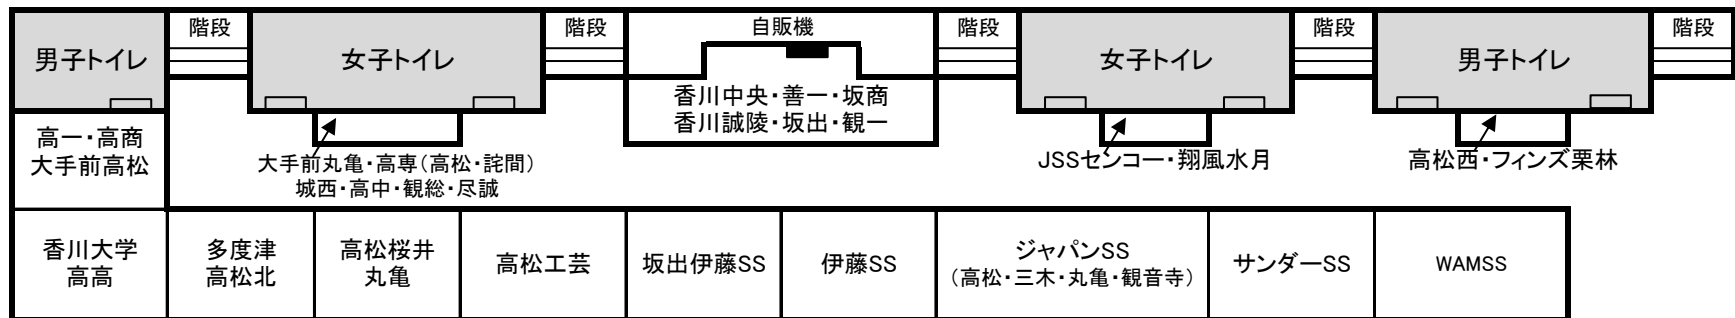 男子トイレ
階段
女子トイレ
階段
自販機
階段
女子トイレ
階段
男子トイレ
階段
香川中央・善一・坂商
香川誠陵・坂出・観一
高一・高商
大手前高松
大手前丸亀・高専(高松・詫間)
城西・高中・観総・尽誠
JSSセンコー・翔風水月
高松西・フィンズ栗林
香川大学
高高
多度津
高松北
高松桜井
丸亀
高松工芸
坂出伊藤SS
伊藤SS
ジャパンSS
(高松・三木・丸亀・観音寺)
サンダーSS
WAMSS